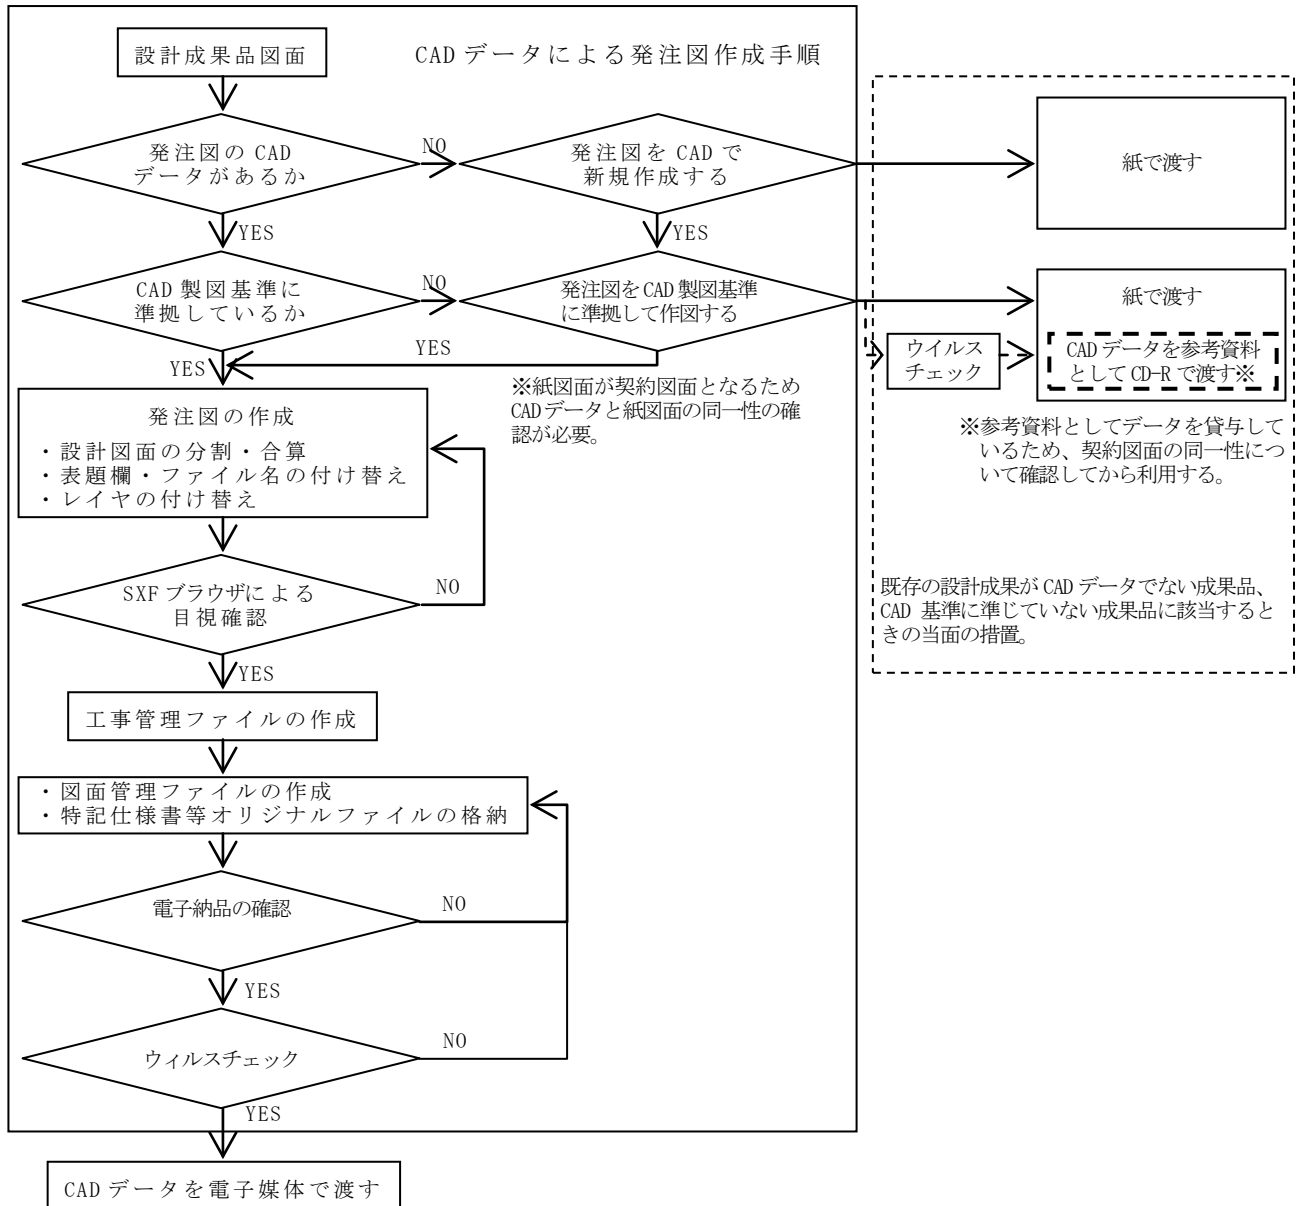 設計成果品図面
CADデータによる発注図作成手順
発注図のCAD
データがあるか
NO
発注図をCADで
新規作成する
紙で渡す
YES
YES
CAD製図基準に
準拠しているか
NO
発注図をCAD製図基準
に準拠して作図する
紙で渡す
ウイルス
チェック
CADデータを参考資料
としてCD-Rで渡す※
YES
YES
※紙図面が契約図面となるため
CADデータと紙図面の同一性の確
認が必要。
※参考資料としてデータを貸与して
いるため、契約図面の同一性につ
いて確認してから利用する。
発注図の作成
・設計図面の分割・合算
・表題欄・ファイル名の付け替え
・レイヤの付け替え
SXFブラウザによる
目視確認
NO
既存の設計成果がCADデータでない成果品、
CAD 基準に準じていない成果品に該当すると
きの当面の措置。
YES
工事管理ファイルの作成
・図面管理ファイルの作成
・特記仕様書等オリジナルファイルの格納
電子納品の確認
NO
YES
ウィルスチェック
NO
YES
CADデータを電子媒体で渡す